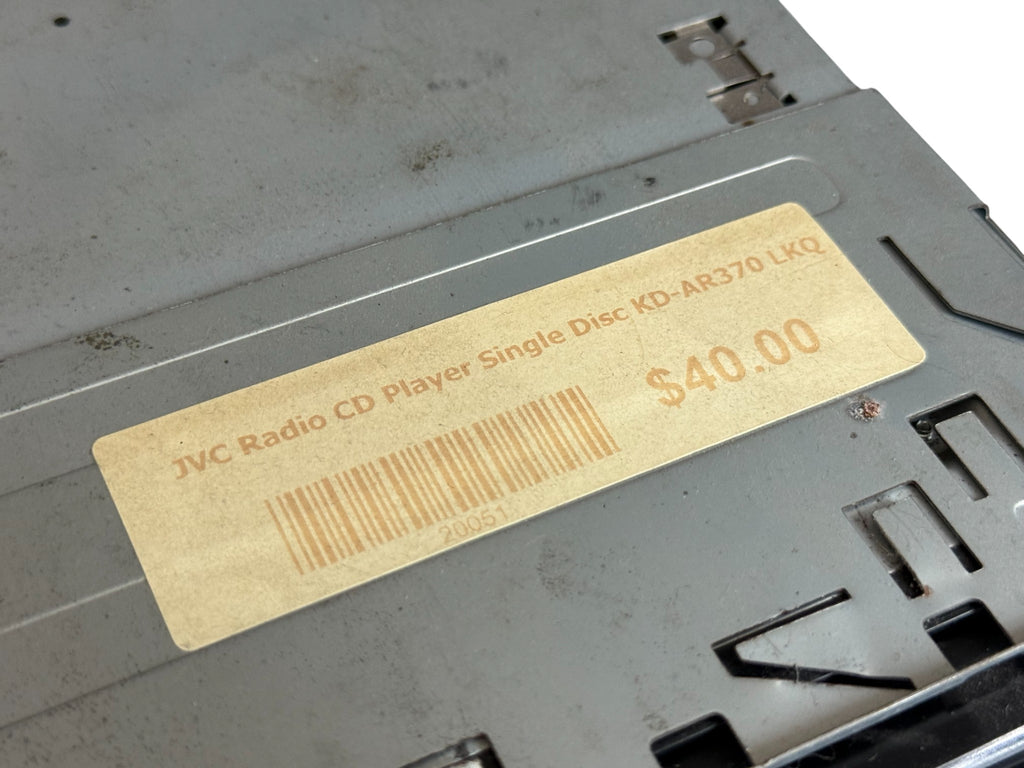 JVC Radio CD Player Single Disc KD-AR370 LKQ
$40.00
20051